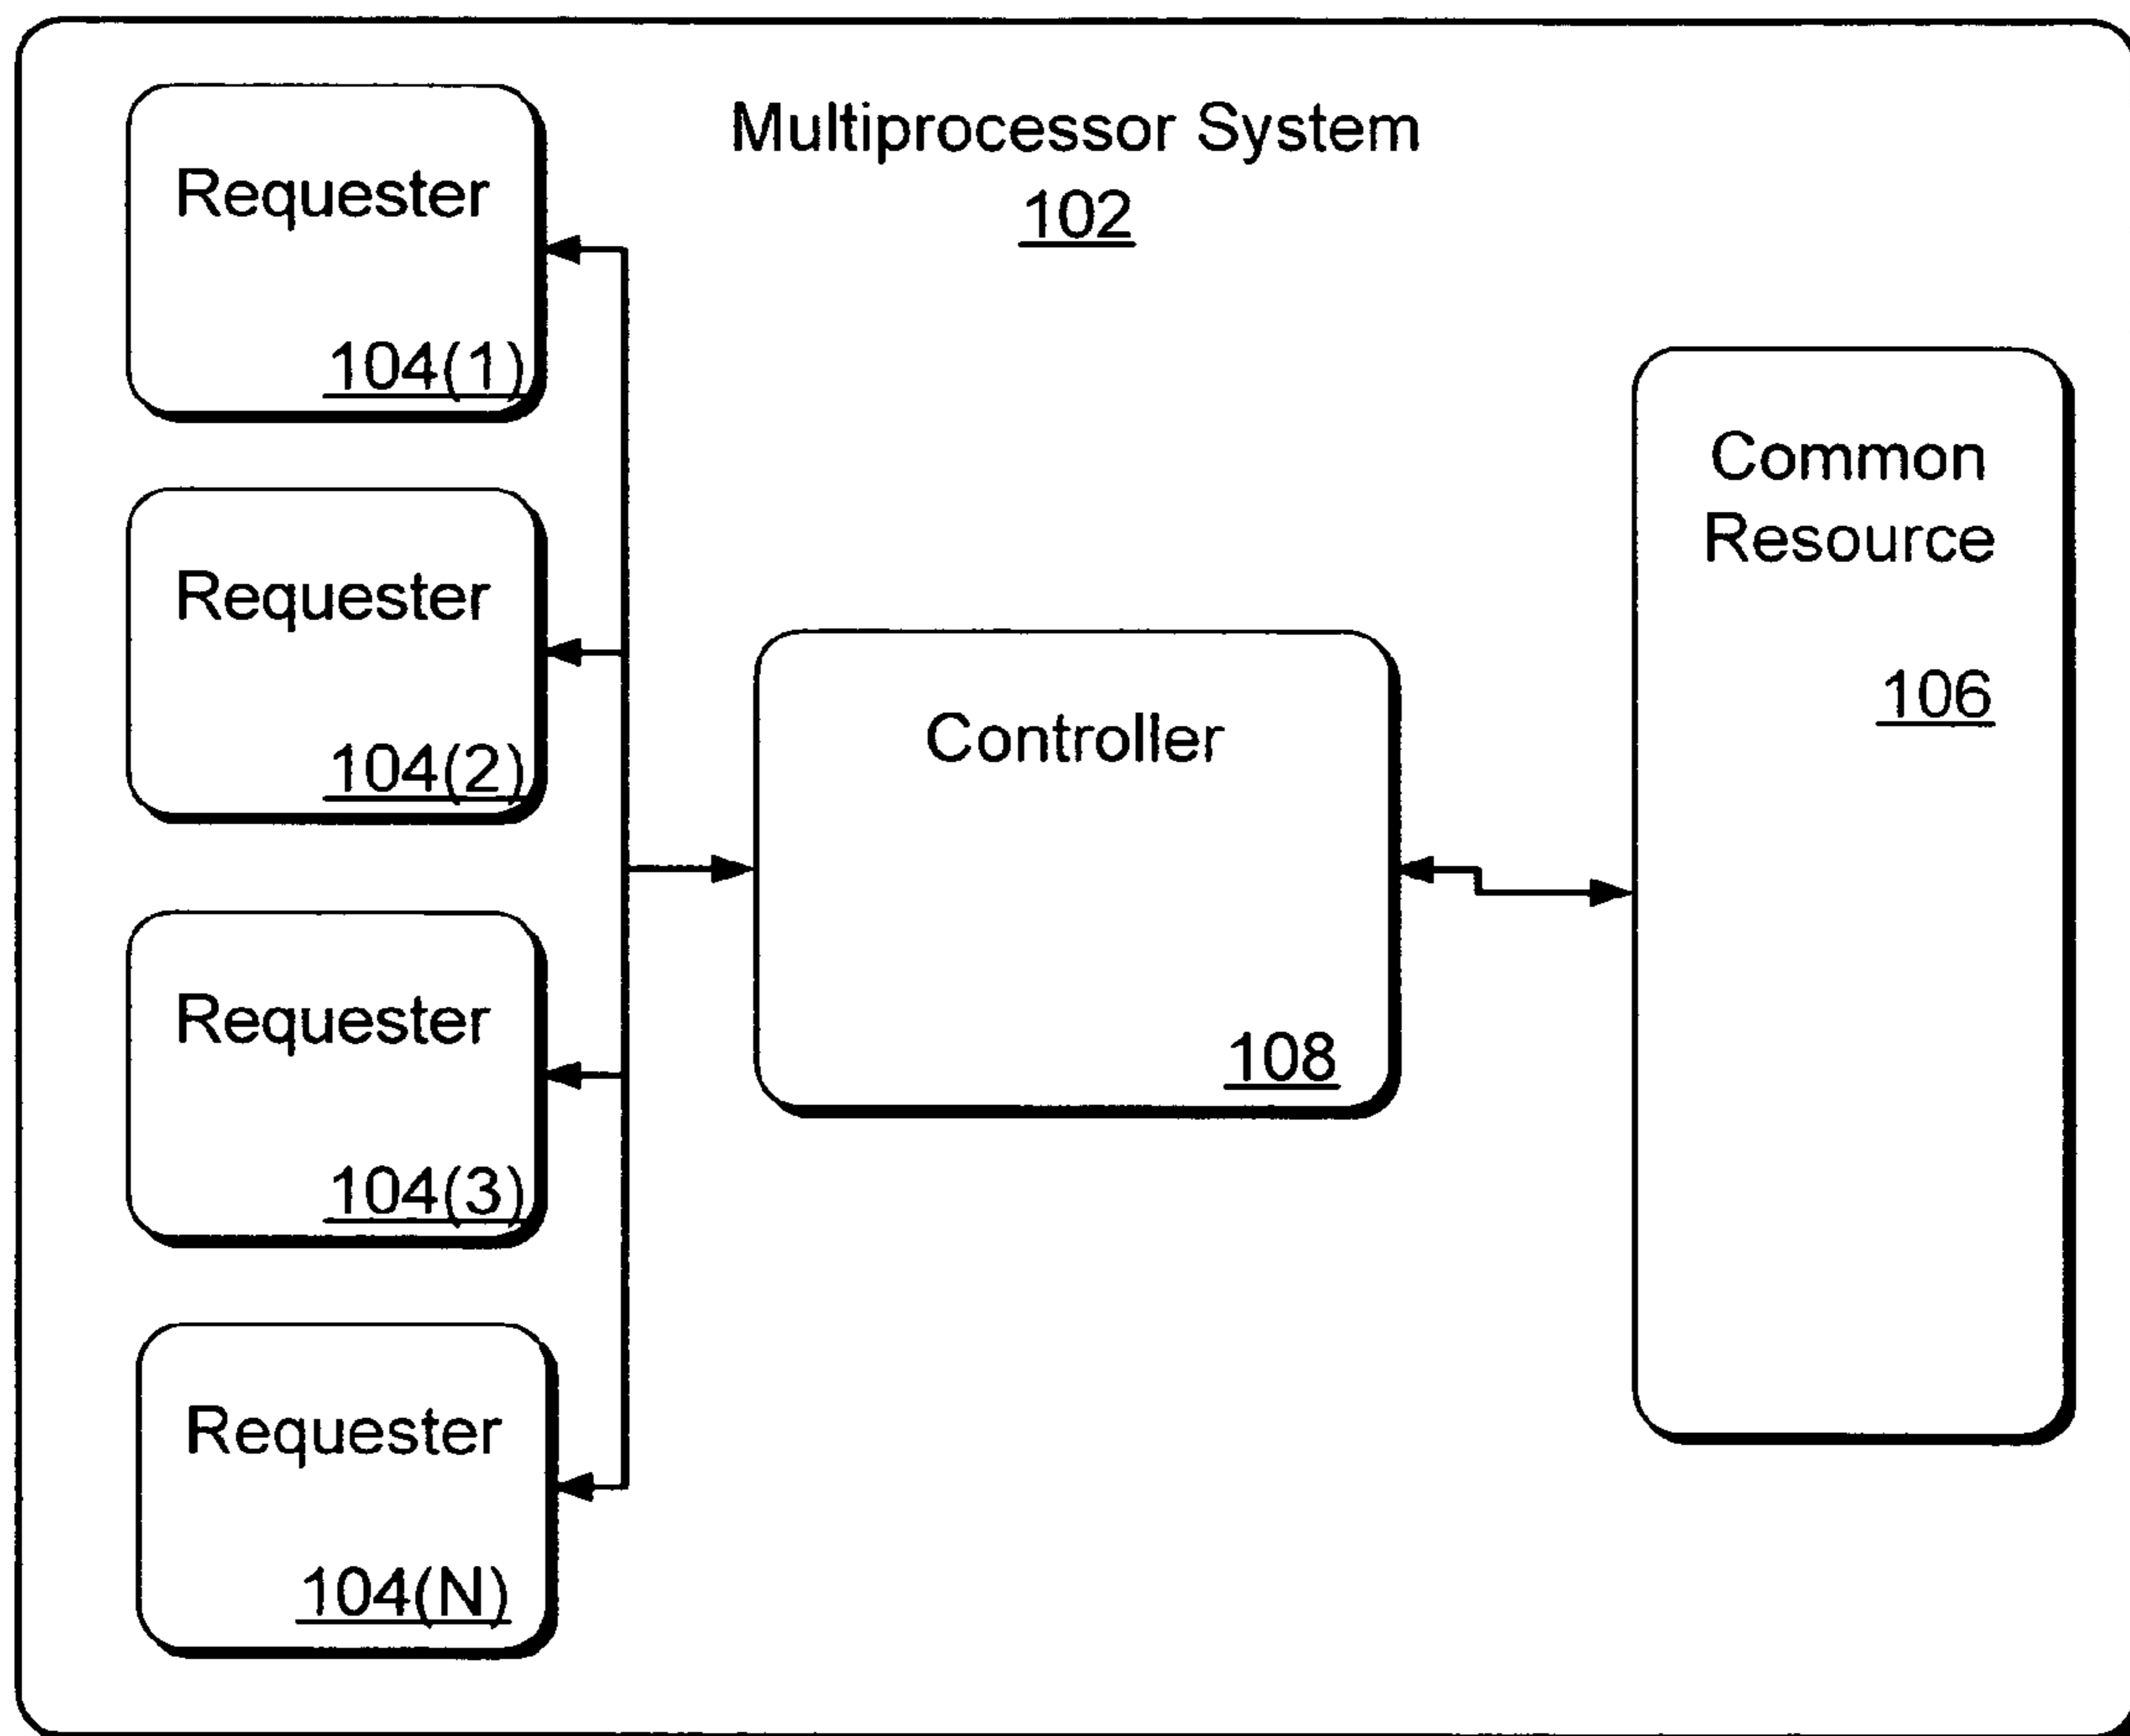 Multiprocessor System
102
Requester
104(1)
Requester
104(2)
Requester
104(3)
Requester
104(N)
Controller
108
Common
Resource
106